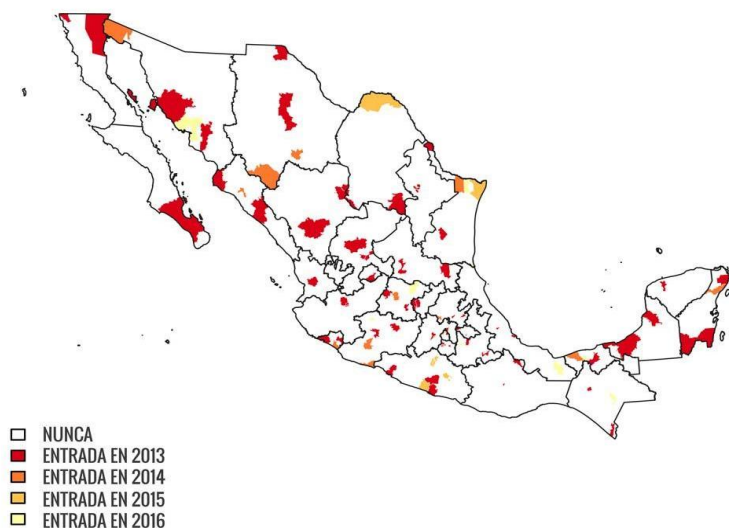 NUNCA
ENTRADA EN 2013
ENTRADA EN 2014
ENTRADA EN 2015
ENTRADA EN 2016